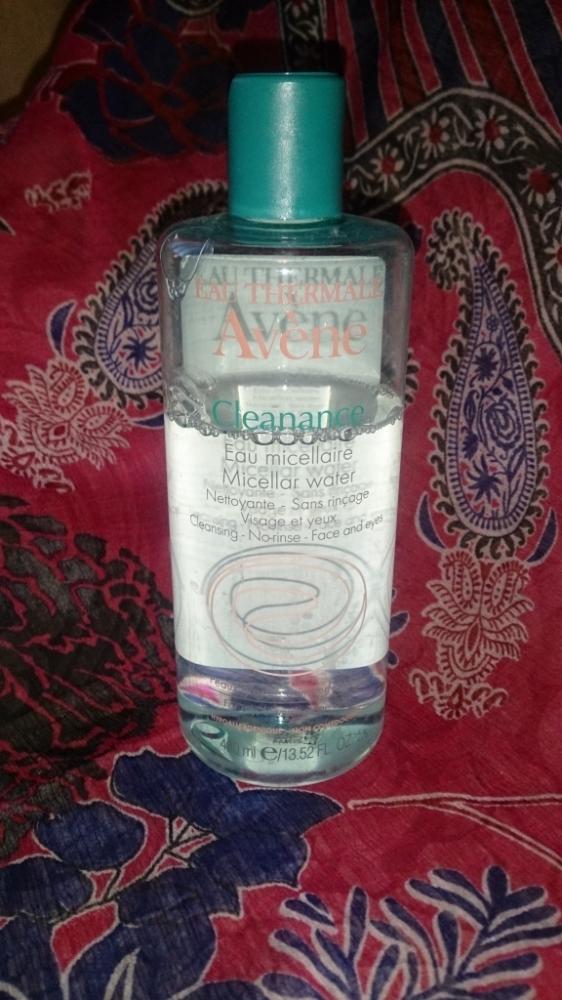 EAU THERMALE
Avène
Cleanance
Eau micellaire
Micellar water
Nettoyante - Sans rinçage
Visage et yeux
Cleansing - No-rinse - Face and eyes
ml e/13.52 FL. OZ.